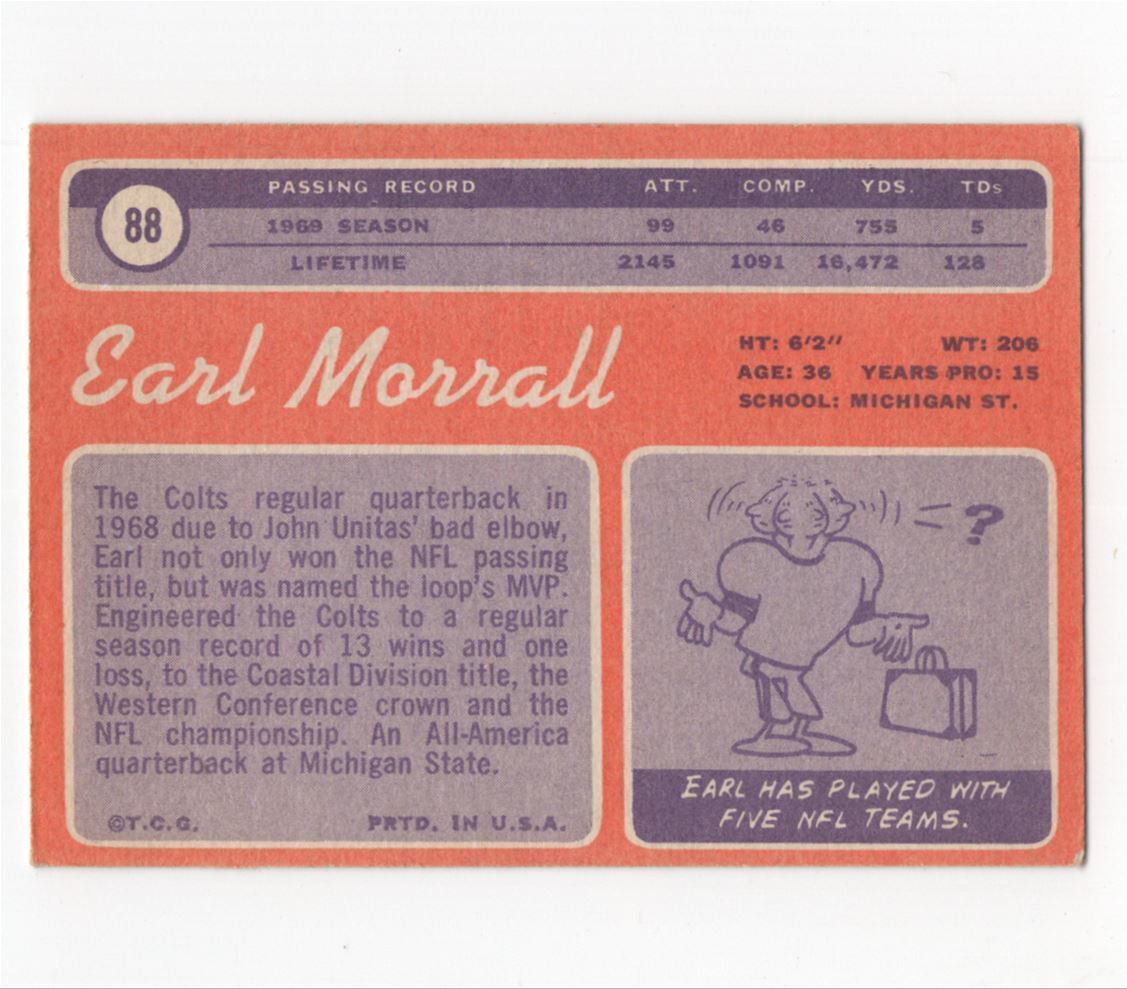 88
PASSING RECORD ATT. COMP. YDS. TDs
1969 SEASON 99 46 755 5
LIFETIME 2145 1091 16,472 128
Earl Morrall
HT: 6'2" WT: 206
AGE: 36 YEARS PRO: 15
SCHOOL: MICHIGAN ST.
The Colts regular quarterback in
1968 due to John Unitas' bad elbow,
Earl not only won the NFL passing
title, but was named the loop's MVP.
Engineered the Colts to a regular
season record of 13 wins and one
loss, to the Coastal Division title, the
Western Conference crown and the
NFL championship. An All-America
quarterback at Michigan State.
©T.C.G. PRTD. IN U.S.A.
?
EARL HAS PLAYED WITH
FIVE NFL TEAMS.